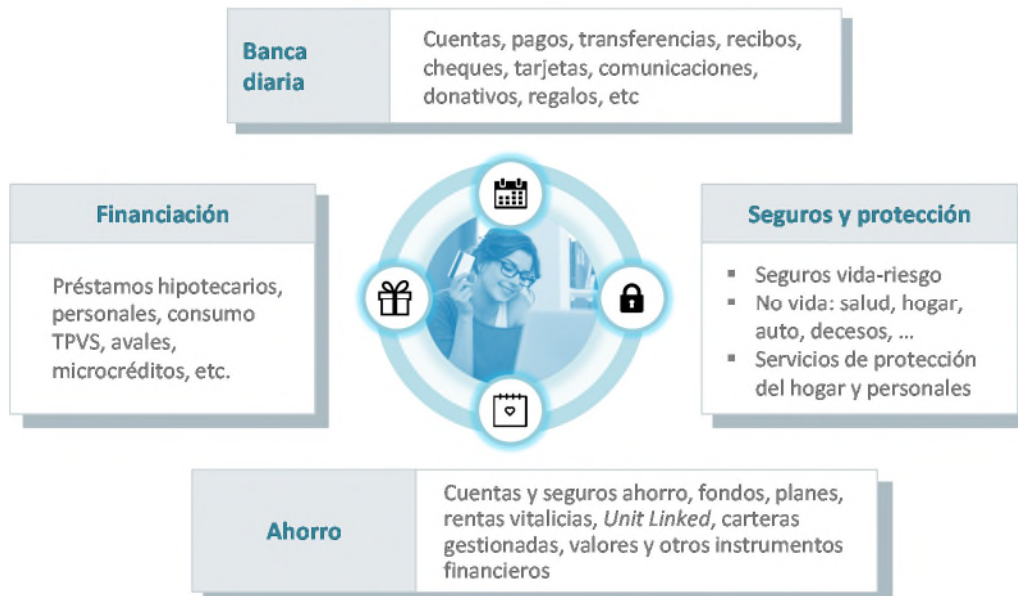 Banca
diaria
Cuentas, pagos, transferencias, recibos,
cheques, tarjetas, comunicaciones,
donativos, regalos, etc
Financiación
Préstamos hipotecarios,
personales, consumo
TPVS, avales,
microcréditos, etc.
Seguros y protección
▪ Seguros vida-riesgo
▪ No vida: salud, hogar,
auto, decesos, ...
▪ Servicios de protección
del hogar y personales
Ahorro
Cuentas y seguros ahorro, fondos, planes,
rentas vitalicias, Unit Linked, carteras
gestionadas, valores y otros instrumentos
financieros